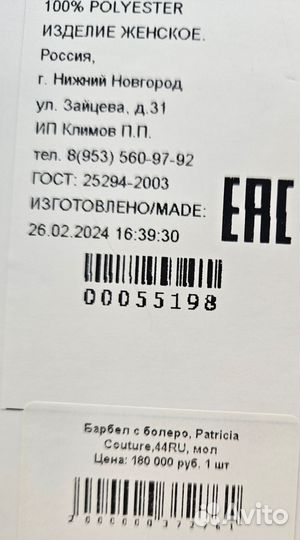 100% POLYESTER
ИЗДЕЛИЕ ЖЕНСКОЕ.
Россия,
г. Нижний Новгород
ул. Зайцева, д.31
ИП Климов П.П.
тел. 8(953) 560-97-92
ГОСТ: 25294-2003
ИЗГОТОВЛЕНО/MADE:
26.02.2024 16:39:30
EAC
00055198
Барбел с болеро, Patricia
Couture,44RU, мол
Цена: 180 000 руб, 1 шт
Avito